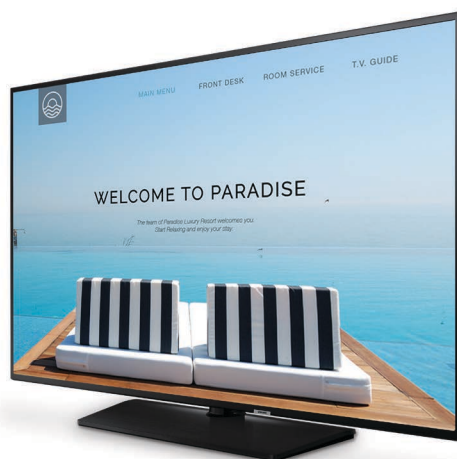 MAIN MENU
FRONT DESK
ROOM SERVICE
T.V. GUIDE
WELCOME TO PARADISE
The team of Paradise Luxury Resort welcomes you.
Start Relaxing and enjoy your day.